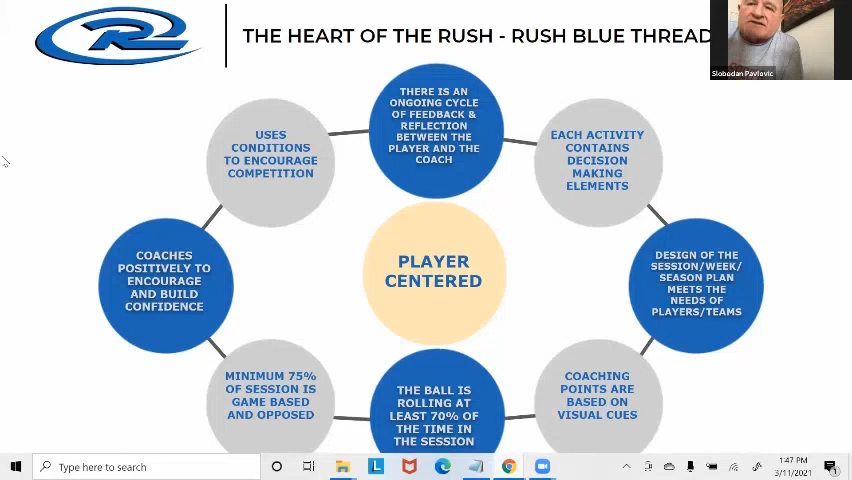 THE HEART OF THE RUSH - RUSH BLUE THREAD
Slobodan Pavlovic
THERE IS AN
ONGOING CYCLE
OF FEEDBACK &
REFLECTION
BETWEEN THE
PLAYER AND THE
COACH
USES
CONDITIONS
TO ENCOURAGE
COMPETITION
EACH ACTIVITY
CONTAINS
DECISION
MAKING
ELEMENTS
COACHES
POSITIVELY TO
ENCOURAGE
AND BUILD
CONFIDENCE
PLAYER
CENTERED
DESIGN OF THE
SESSION/WEEK/
SEASON PLAN
MEETS THE
NEEDS OF
PLAYERS/TEAMS
MINIMUM 75%
OF SESSION IS
GAME BASED
AND OPPOSED
THE BALL IS
ROLLING AT
LEAST 70% OF
THE TIME IN
THE SESSION
COACHING
POINTS ARE
BASED ON
VISUAL CUES
Type here to search
1:47 PM
3/11/2021